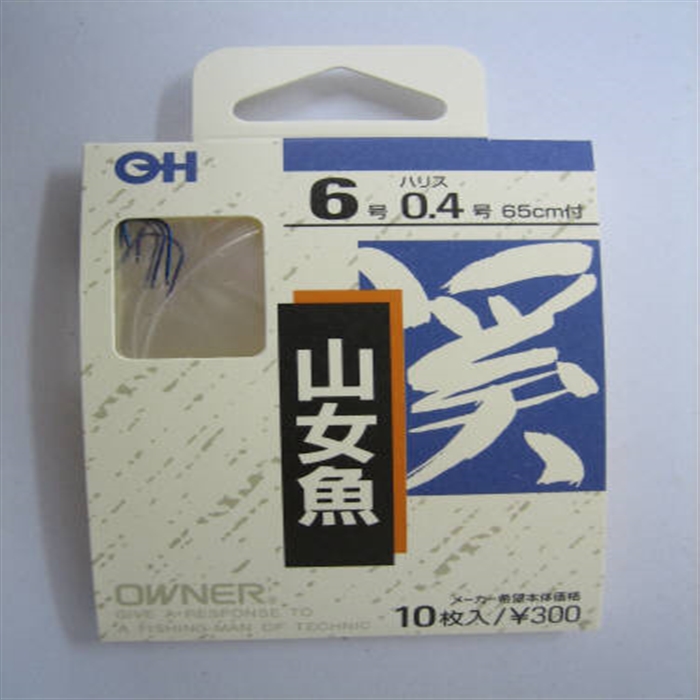 OH
ハリス
6号 0.4号 65cm付
渓
山女魚
OWNER®
GIVE A RESPONSE TO
A FISHING-MAN OF TECHNIC
メーカー希望本体価格
10枚入/¥300